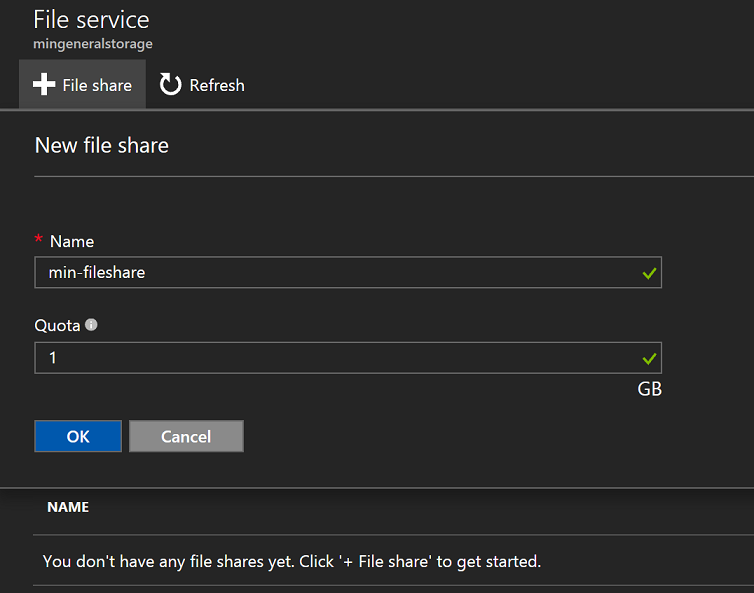 File service
mingeneralstorage
File share Refresh
New file share
* Name
min-fileshare
Quota
1
GB
OK Cancel
NAME
You don't have any file shares yet. Click '+ File share' to get started.